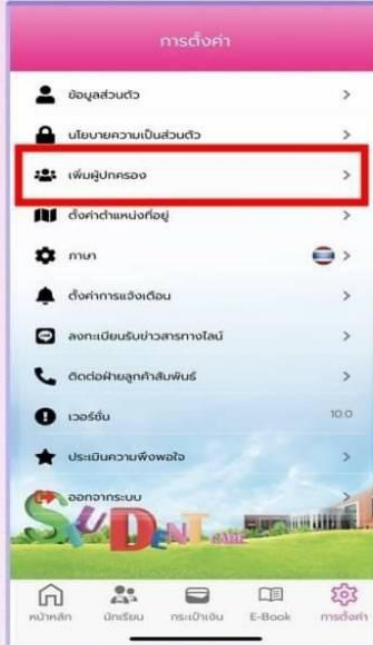 การตั้งค่า
ข้อมูลส่วนตัว
นโยบายความเป็นส่วนตัว
เพิ่มผู้ปกครอง
ตั้งค่าตำแหน่งที่อยู่
ภาษา
ตั้งค่าการแจ้งเตือน
ลงทะเบียนรับข่าวสารทางไลน์
ติดต่อฝ่ายลูกค้าสัมพันธ์
เวอร์ชั่น 10.0
ประเมินความพึงพอใจ
ออกจากระบบ
STUDENT CARE
หน้าหลัก นักเรียน กระเป๋าเงิน E-Book การตั้งค่า